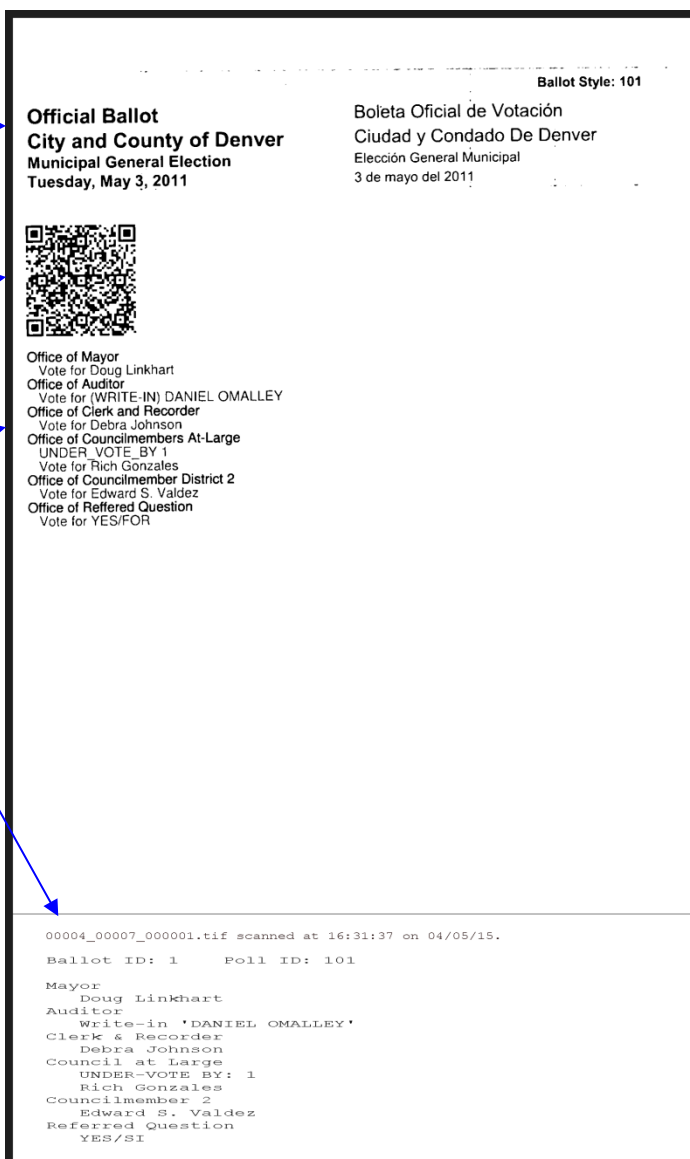 Ballot Style: 101
Official Ballot
City and County of Denver
Municipal General Election
Tuesday, May 3, 2011
Boleta Oficial de Votación
Ciudad y Condado De Denver
Elección General Municipal
3 de mayo del 2011
Office of Mayor
Vote for Doug Linkhart
Office of Auditor
Vote for (WRITE-IN) DANIEL OMALLEY
Office of Clerk and Recorder
Vote for Debra Johnson
Office of Councilmembers At-Large
UNDER_VOTE_BY 1
Vote for Rich Gonzales
Office of Councilmember District 2
Vote for Edward S. Valdez
Office of Reffered Question
Vote for YES/FOR
00004_00007_000001.tif scanned at 16:31:37 on 04/05/15.
Ballot ID: 1 Poll ID: 101
Mayor
Doug Linkhart
Auditor
Write-in 'DANIEL OMALLEY'
Clerk & Recorder
Debra Johnson
Council at Large
UNDER-VOTE BY: 1
Rich Gonzales
Councilmember 2
Edward S. Valdez
Referred Question
YES/SI